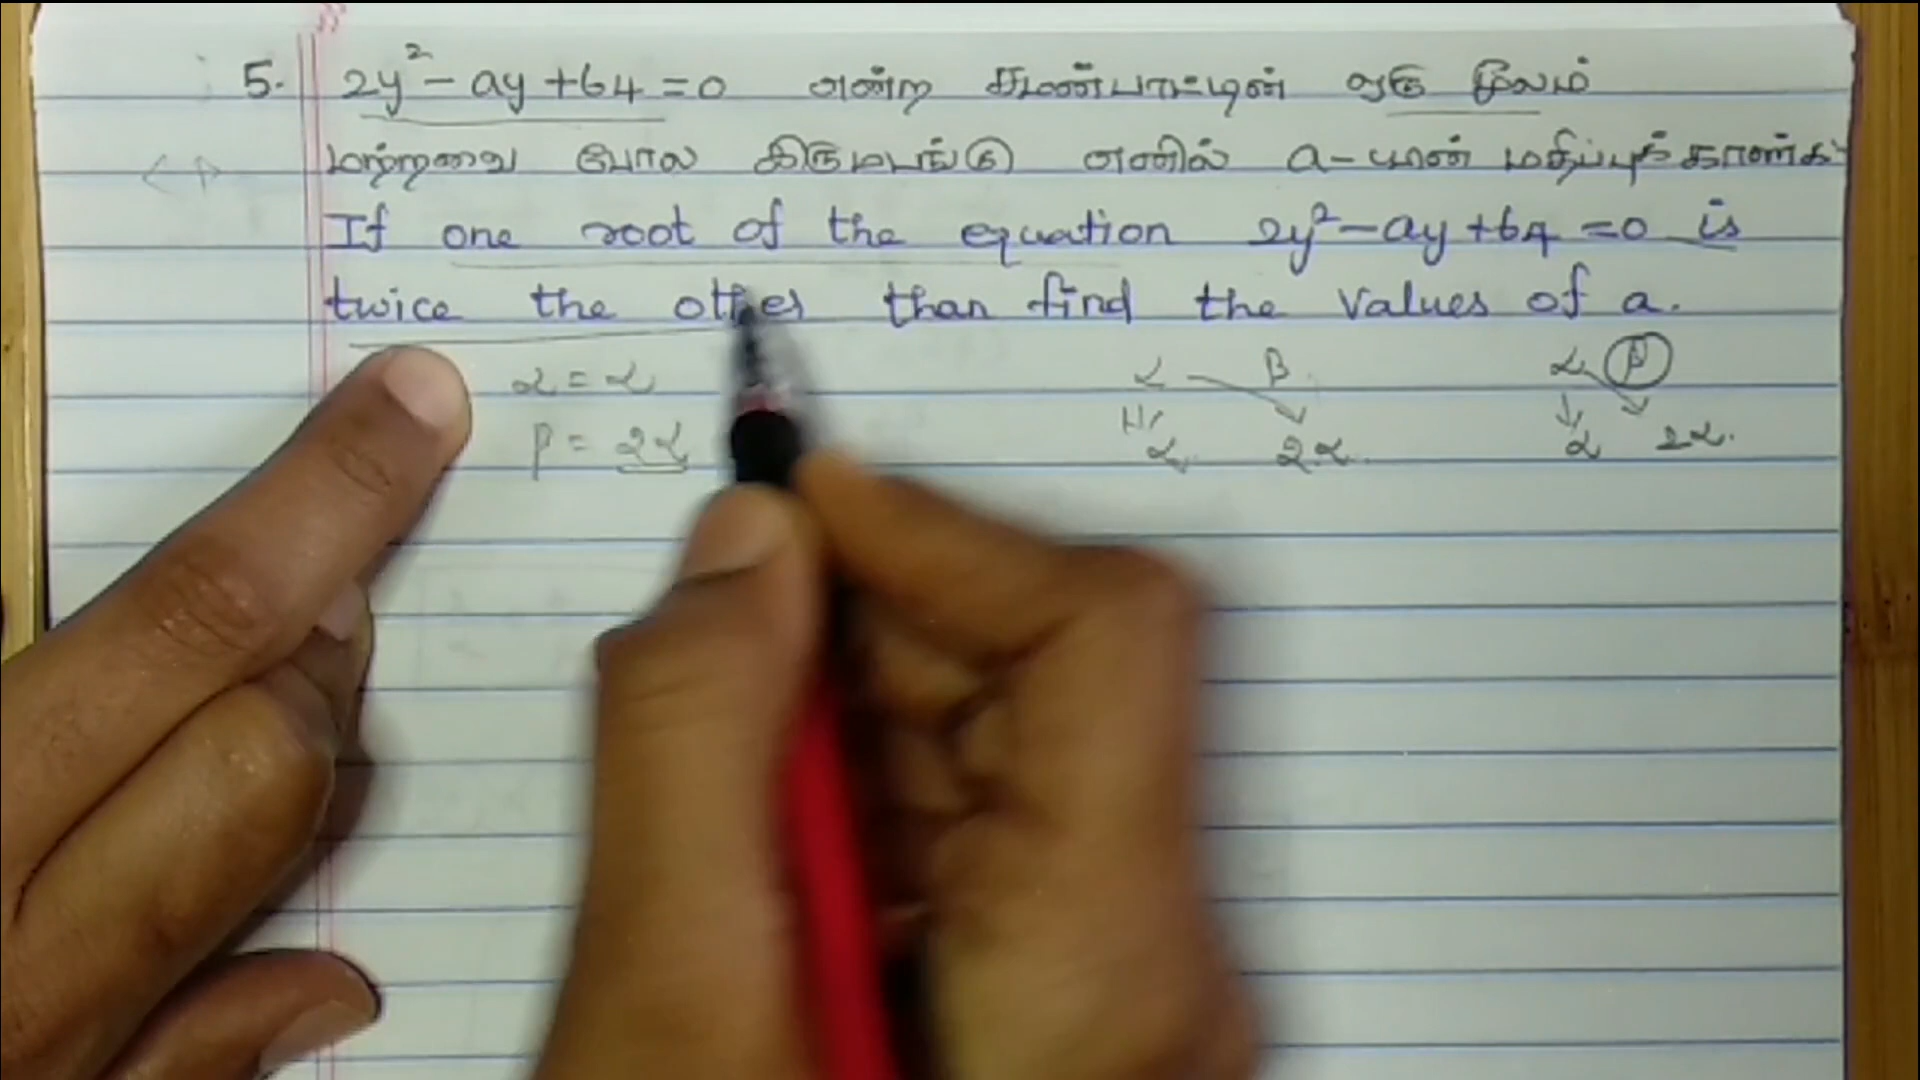 5. 2y² - ay + 64 = 0 என்ற சமன்பாட்டின் ஒரு மூலம்
மற்றவை போல இருமடங்கு எனில் a-யான் மதிப்புக் காண்க
If one root of the equation 2y² - ay + 64 = 0 is
twice the other than find the values of a.
α = α α β α β
β = 2α α 2α. α 2α.